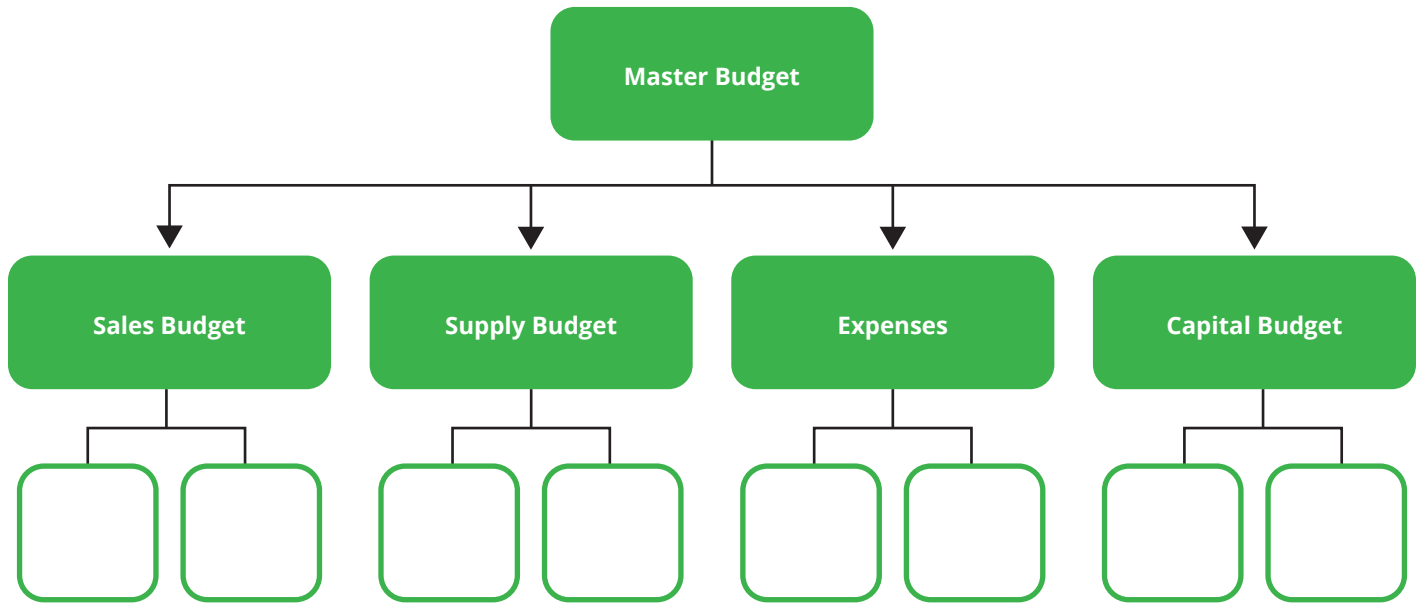 Master Budget
Sales Budget
Supply Budget
Expenses
Capital Budget